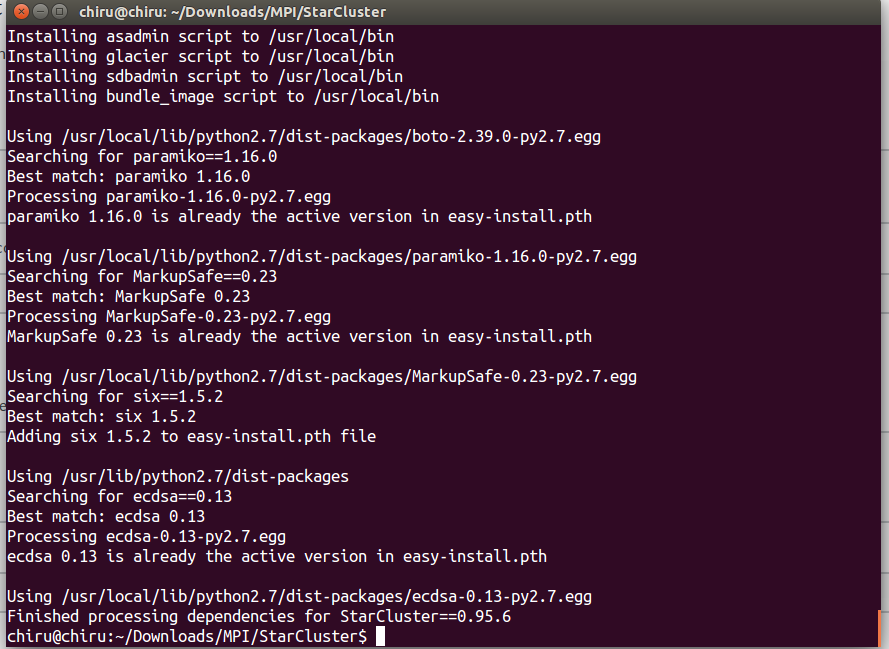 chiru@chiru: ~/Downloads/MPI/StarCluster
Installing asadmin script to /usr/local/bin
Installing glacier script to /usr/local/bin
Installing sdbadmin script to /usr/local/bin
Installing bundle_image script to /usr/local/bin
Using /usr/local/lib/python2.7/dist-packages/boto-2.39.0-py2.7.egg
Searching for paramiko==1.16.0
Best match: paramiko 1.16.0
Processing paramiko-1.16.0-py2.7.egg
paramiko 1.16.0 is already the active version in easy-install.pth
Using /usr/local/lib/python2.7/dist-packages/paramiko-1.16.0-py2.7.egg
Searching for MarkupSafe==0.23
Best match: MarkupSafe 0.23
Processing MarkupSafe-0.23-py2.7.egg
MarkupSafe 0.23 is already the active version in easy-install.pth
Using /usr/local/lib/python2.7/dist-packages/MarkupSafe-0.23-py2.7.egg
Searching for six==1.5.2
Best match: six 1.5.2
Adding six 1.5.2 to easy-install.pth file
Using /usr/lib/python2.7/dist-packages
Searching for ecdsa==0.13
Best match: ecdsa 0.13
Processing ecdsa-0.13-py2.7.egg
ecdsa 0.13 is already the active version in easy-install.pth
Using /usr/local/lib/python2.7/dist-packages/ecdsa-0.13-py2.7.egg
Finished processing dependencies for StarCluster==0.95.6
chiru@chiru:~/Downloads/MPI/StarCluster$